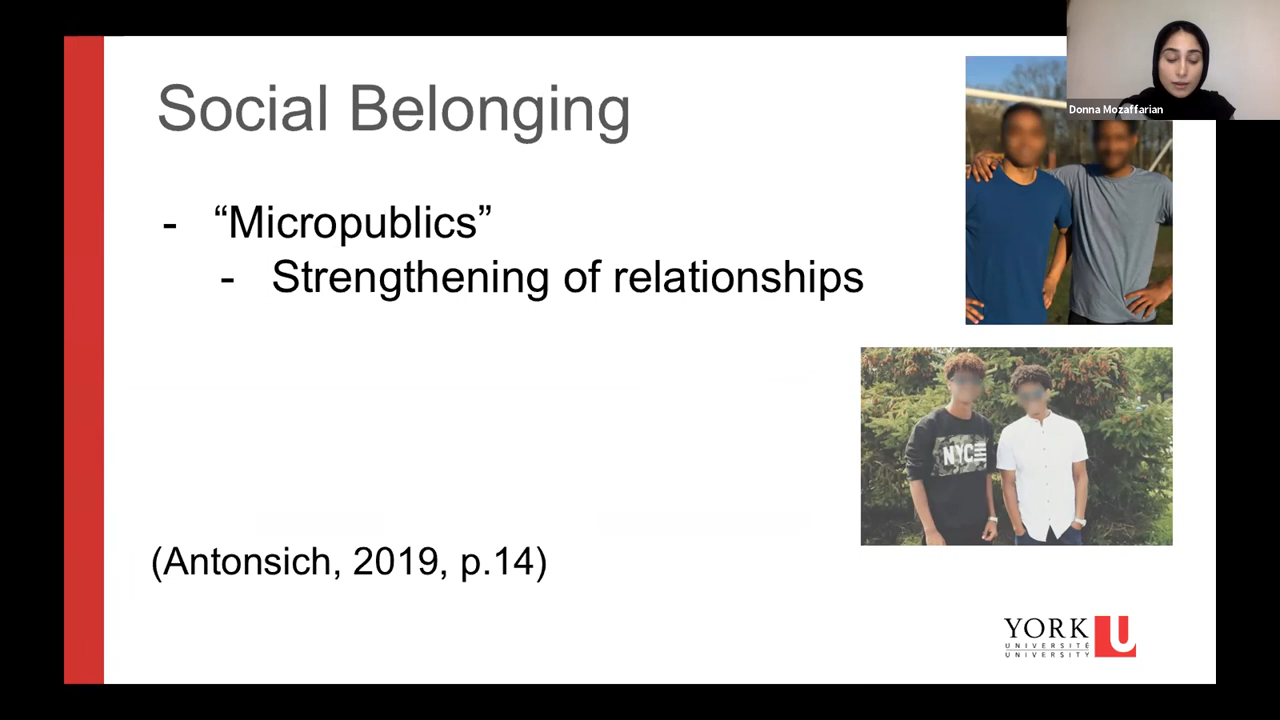 Social Belonging
Donna Mozaffarian
- “Micropublics”
- Strengthening of relationships
NYC
(Antonsich, 2019, p.14)
YORK U
UNIVERSITÉ
UNIVERSITY